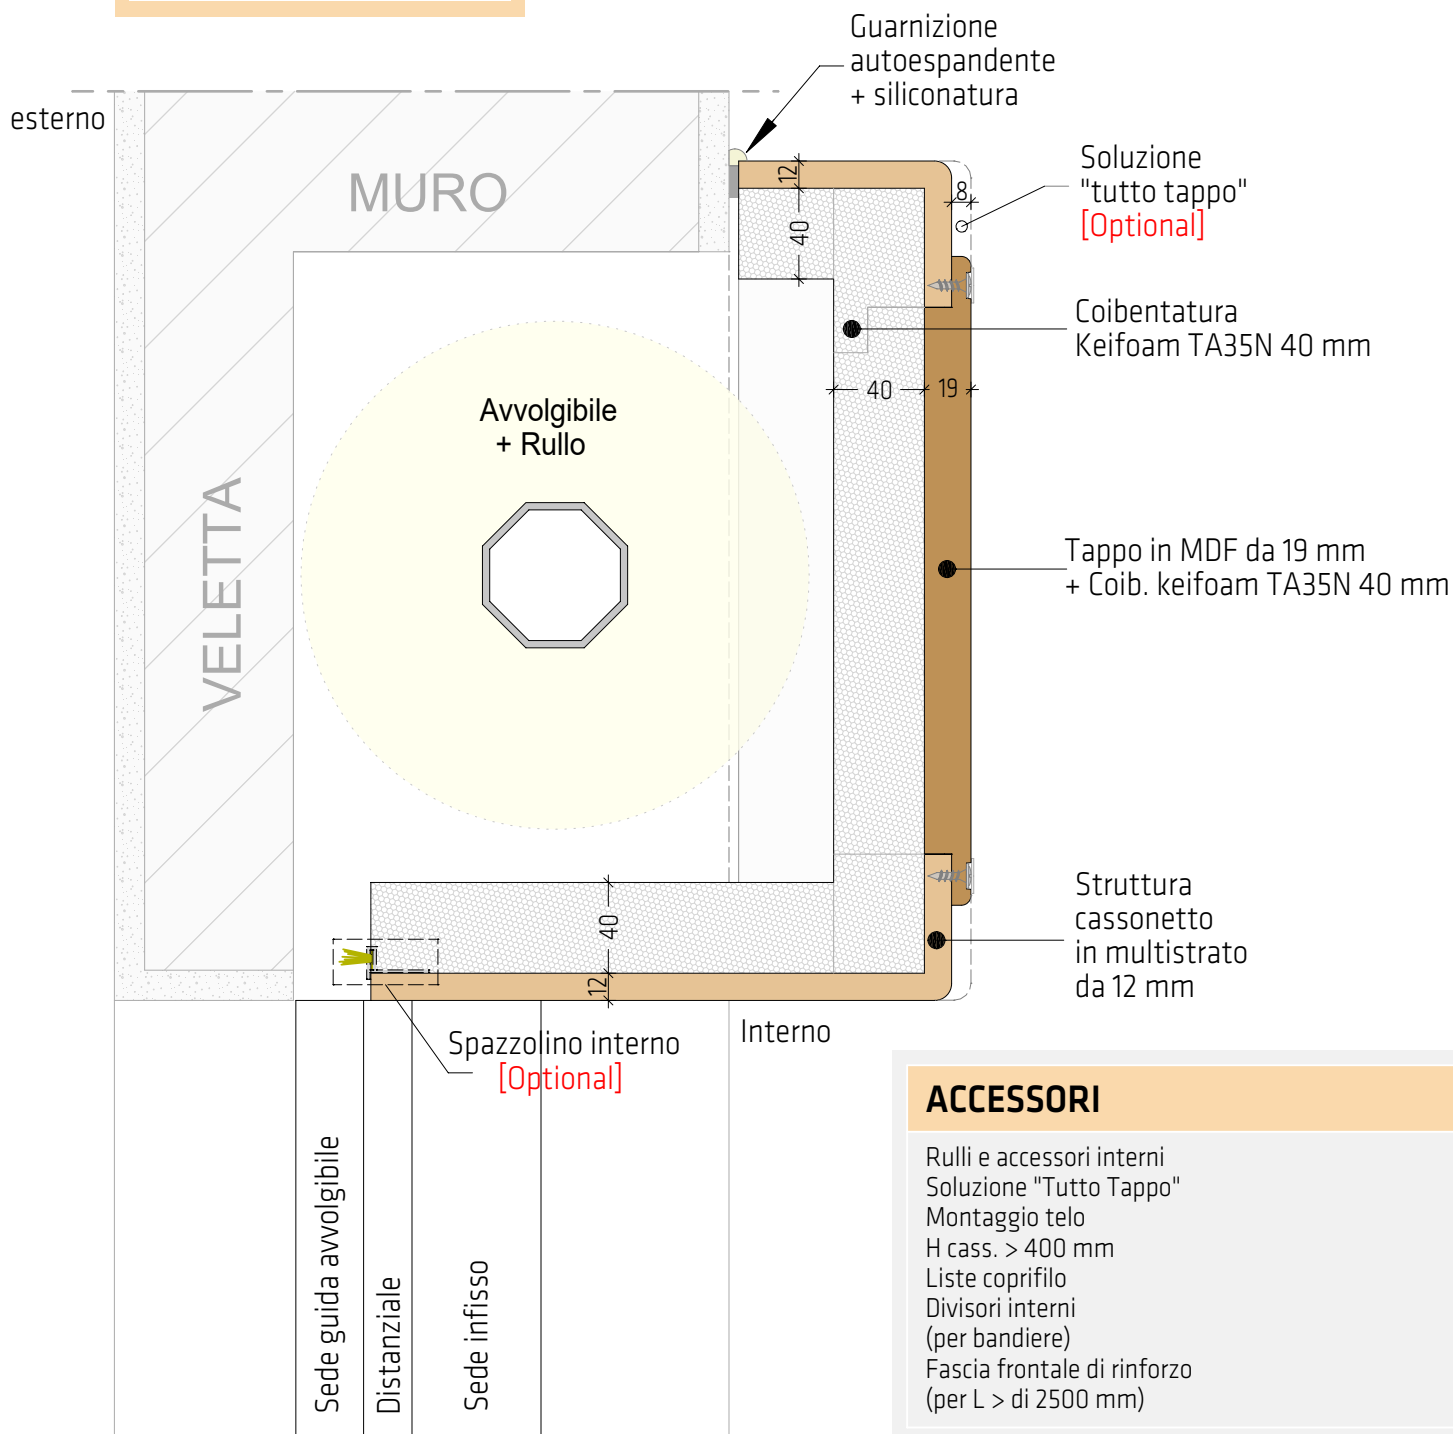 Guarnizione
autoespandente
+ siliconatura
esterno
MURO
12
8
Soluzione
"tutto tappo"
[Optional]
40
Coibentatura
Keifoam TA35N 40 mm
40
19
Avvolgibile
+ Rullo
VELETTA
Tappo in MDF da 19 mm
+ Coib. keifoam TA35N 40 mm
40
12
Struttura
cassonetto
in multistrato
da 12 mm
Spazzolino interno
[Optional]
Interno
Sede guida avvolgibile
Distanziale
Sede infisso
ACCESSORI
Rulli e accessori interni
Soluzione "Tutto Tappo"
Montaggio telo
H cass. > 400 mm
Liste coprifilo
Divisori interni
(per bandiere)
Fascia frontale di rinforzo
(per L > di 2500 mm)